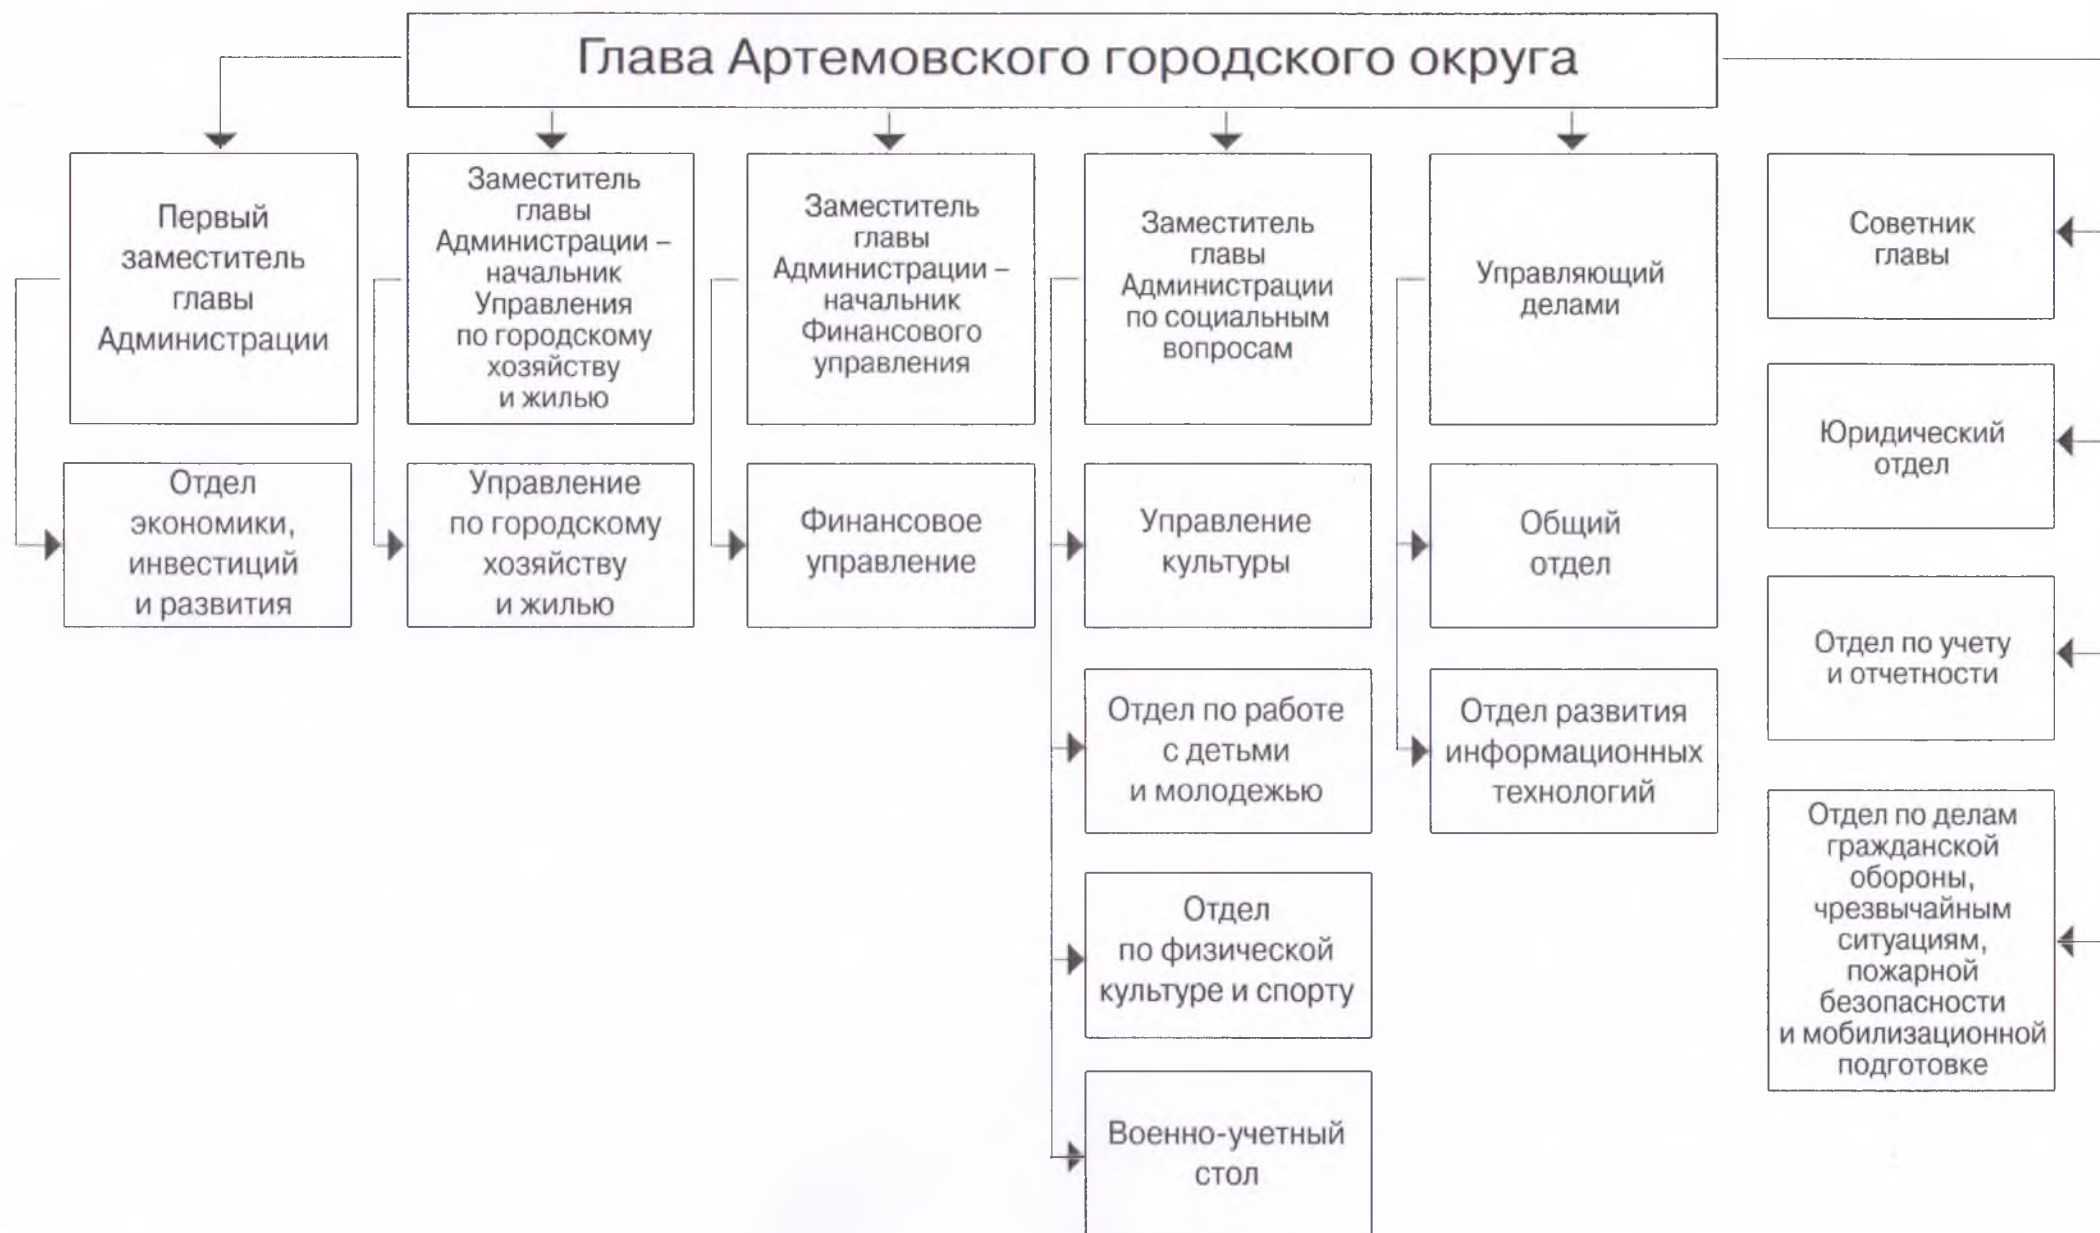 Глава Артемовского городского округа
Первый
заместитель
главы
Администрации
Заместитель
главы
Администрации –
начальник
Управления
по городскому
хозяйству
и жилью
Заместитель
главы
Администрации –
начальник
Финансового
управления
Заместитель
главы
Администрации
по социальным
вопросам
Управляющий
делами
Советник
главы
Юридический
отдел
Отдел
экономики,
инвестиций
и развития
Управление
по городскому
хозяйству
и жилью
Финансовое
управление
Управление
культуры
Общий
отдел
Отдел по учету
и отчетности
Отдел по работе
с детьми
и молодежью
Отдел развития
информационных
технологий
Отдел по делам
гражданской
обороны,
чрезвычайным
ситуациям,
пожарной
безопасности
и мобилизационной
подготовке
Отдел
по физической
культуре и спорту
Военно-учетный
стол